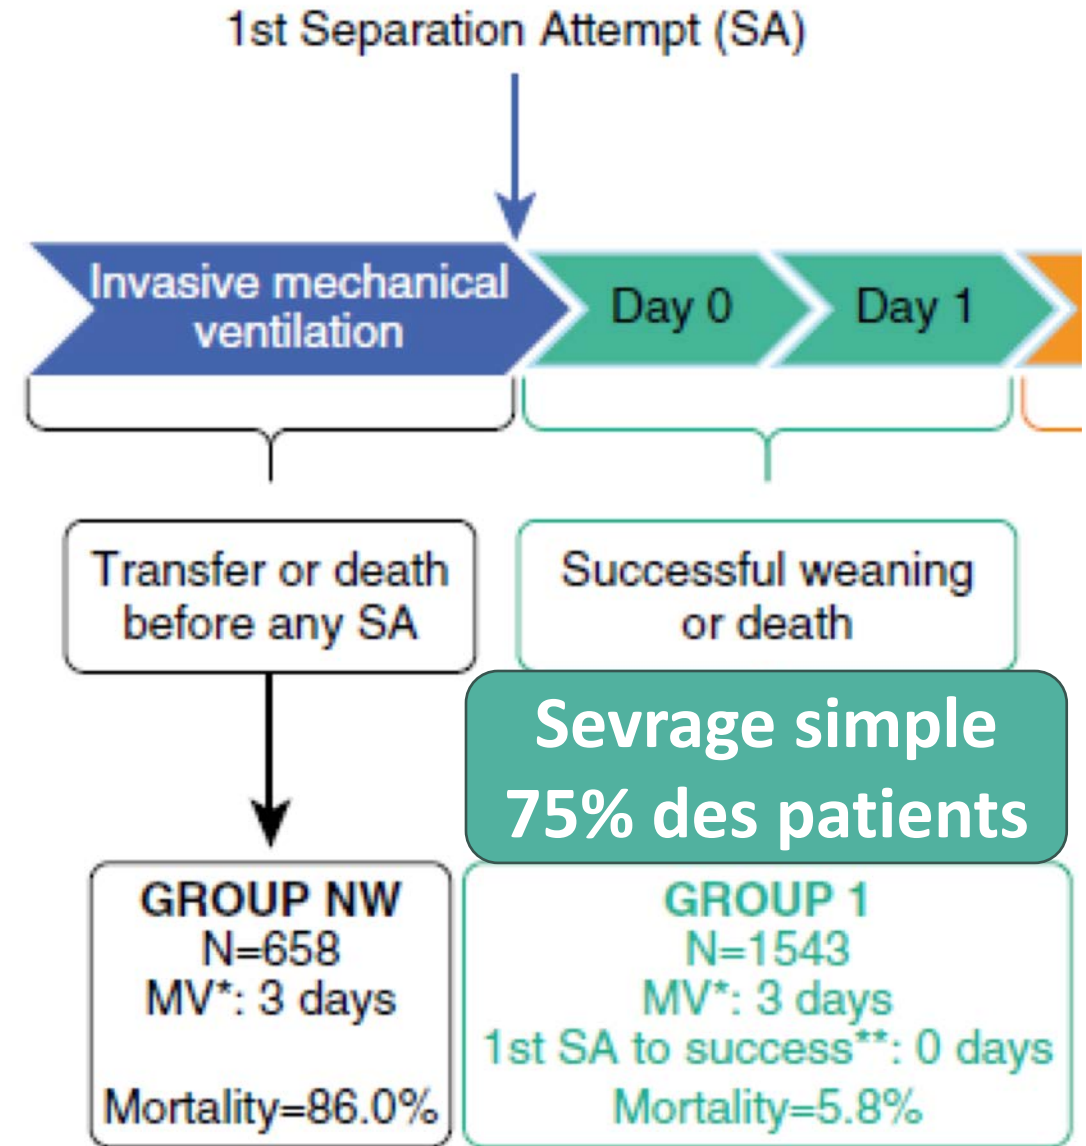 1st Separation Attempt (SA)
Invasive mechanical
ventilation
Day 0
Day 1
Transfer or death
before any SA
Successful weaning
or death
Sevrage simple
75% des patients
GROUP NW
N=658
MV*: 3 days
Mortality=86.0%
GROUP 1
N=1543
MV*: 3 days
1st SA to success**: 0 days
Mortality=5.8%